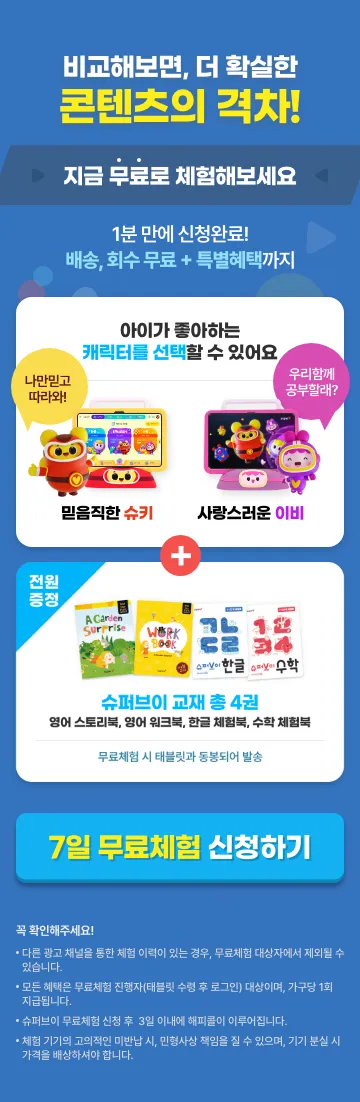 비교해보면, 더 확실한
콘텐츠의 격차!
지금 무료로 체험해보세요
1분 만에 신청완료!
배송, 회수 무료 + 특별혜택까지
아이가 좋아하는
캐릭터를 선택할 수 있어요
나만믿고
따라와!
우리함께
공부할래?
믿음직한 슈키
사랑스러운 이비
+
전원
증정
A Garden
Surprise
WORK
BOOK
슈퍼브이 한글
슈퍼브이 수학
슈퍼브이 교재 총 4권
영어 스토리북, 영어 워크북, 한글 체험북, 수학 체험북
무료체험 시 태블릿과 동봉되어 발송
7일 무료체험 신청하기
꼭 확인해주세요!
• 다른 광고 채널을 통한 체험 이력이 있는 경우, 무료체험 대상자에서 제외될 수
있습니다.
• 모든 혜택은 무료체험 진행자(태블릿 수령 후 로그인) 대상이며, 가구당 1회
지급됩니다.
• 슈퍼브이 무료체험 신청 후 3일 이내에 해피콜이 이루어집니다.
• 체험 기기의 고의적인 미반납 시, 민형사상 책임을 질 수 있으며, 기기 분실 시
가격을 배상하셔야 합니다.